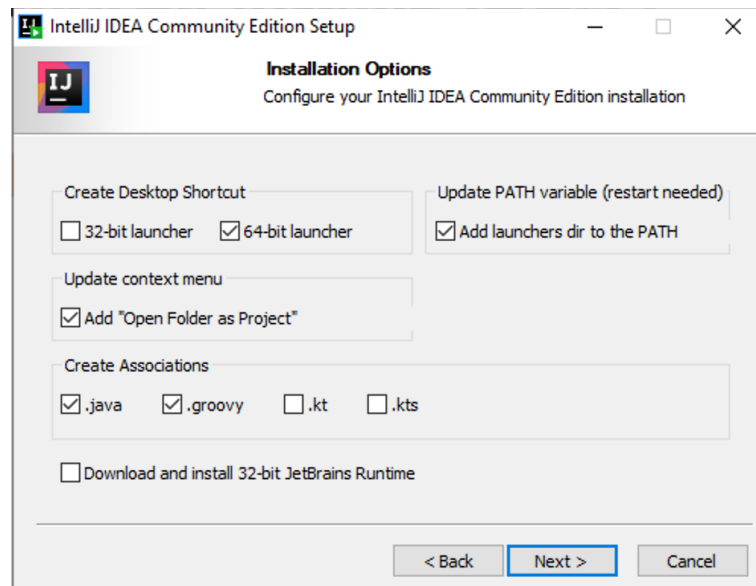 IntelliJ IDEA Community Edition Setup
IJ
Installation Options
Configure your IntelliJ IDEA Community Edition installation
Create Desktop Shortcut
32-bit launcher 64-bit launcher
Update PATH variable (restart needed)
Add launchers dir to the PATH
Update context menu
Add "Open Folder as Project"
Create Associations
.java .groovy .kt .kts
Download and install 32-bit JetBrains Runtime
< Back Next > Cancel